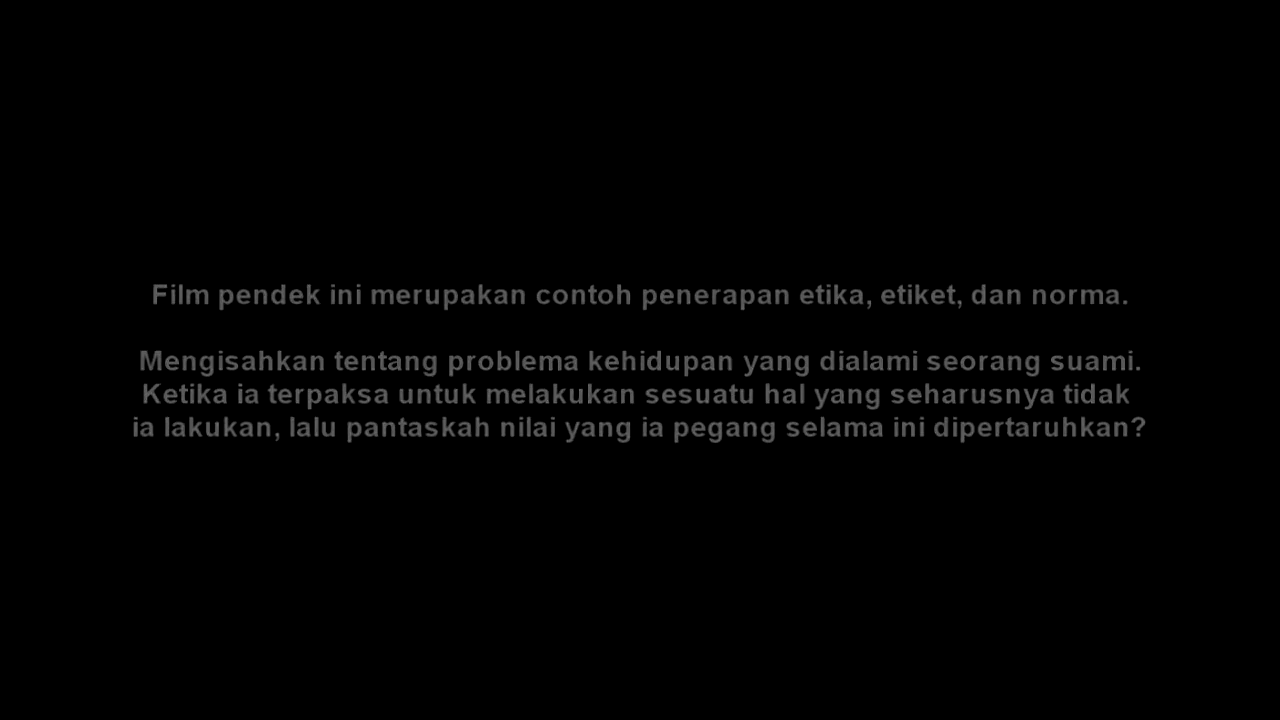 Film pendek ini merupakan contoh penerapan etika, etiket, dan norma.
Mengisahkan tentang problema kehidupan yang dialami seorang suami.
Ketika ia terpaksa untuk melakukan sesuatu hal yang seharusnya tidak
ia lakukan, lalu pantaskah nilai yang ia pegang selama ini dipertaruhkan?